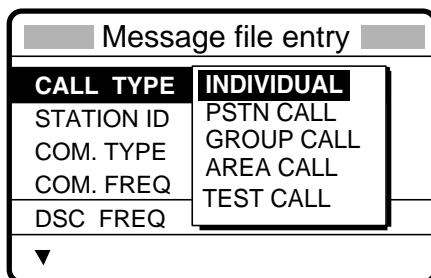 Message file entry
CALL TYPE
INDIVIDUAL
PSTN CALL
GROUP CALL
AREA CALL
TEST CALL
STATION ID
COM. TYPE
COM. FREQ
DSC FREQ
▼